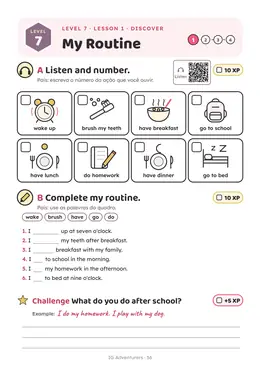 LEVEL
7
LEVEL 7 • LESSON 1 • DISCOVER
My Routine
1 2 3 4
A Listen and number.
Pais: escreva o número da ação que você ouvir.
Listen
10 XP
wake up
brush my teeth
have breakfast
go to school
have lunch
do homework
have dinner
go to bed
B Complete my routine.
Pais: use as palavras do quadro.
10 XP
wake brush have go do
1. I ________ up at seven o'clock.
2. I ________ my teeth after breakfast.
3. I ______ breakfast with my family.
4. I ___ to school in the morning.
5. I ___ my homework in the afternoon.
6. I ___ to bed at nine o'clock.
Challenge What do you do after school?
+5 XP
Example: I do my homework. I play with my dog.